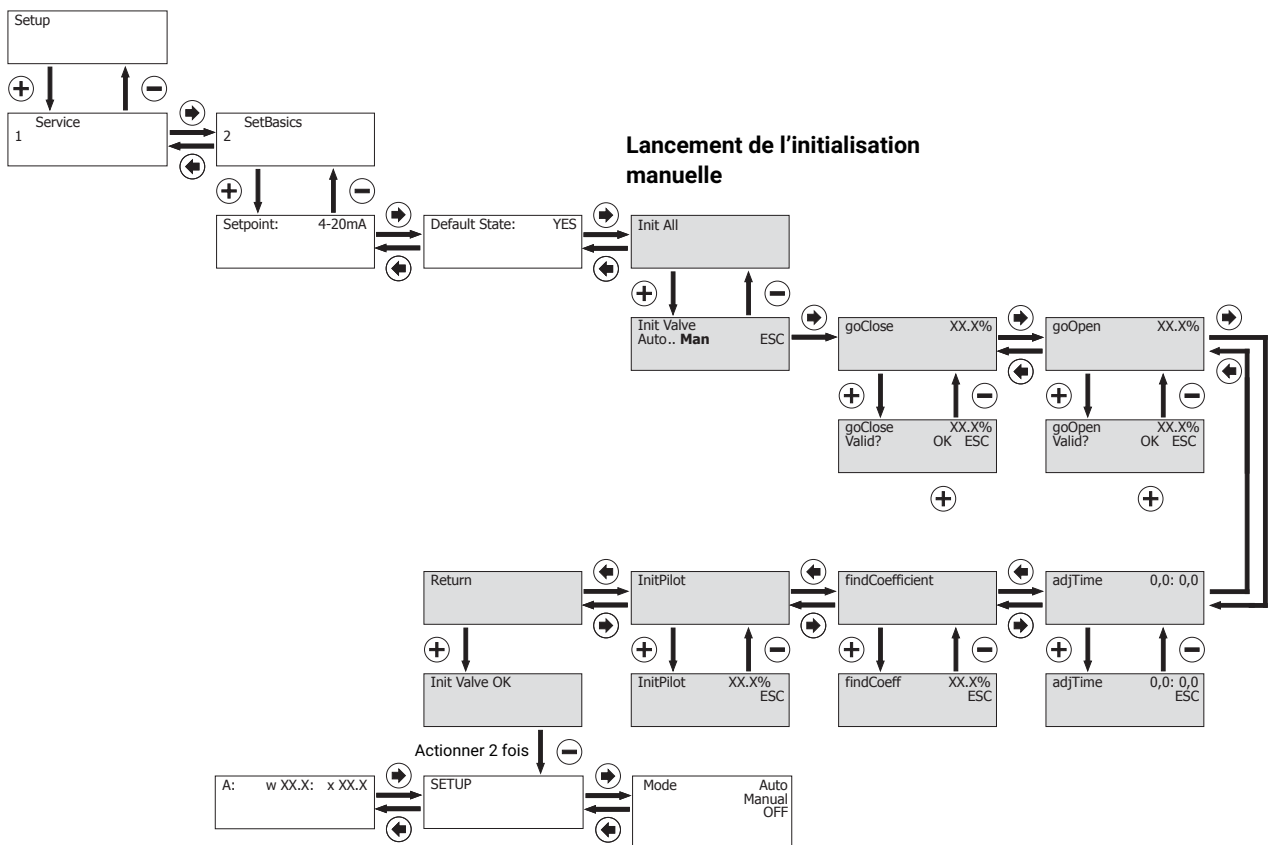 Setup
1 Service
2 SetBasics
Lancement de l'initialisation
manuelle
Setpoint: 4-20mA
Default State: YES
Init All
Init Valve
Auto.. Man ESC
goClose XX.X%
goOpen XX.X%
goClose XX.X%
Valid? OK ESC
goOpen XX.X%
Valid? OK ESC
Return
InitPilot
findCoefficient
adjTime 0,0: 0,0
Init Valve OK
InitPilot XX.X%
ESC
findCoeff XX.X%
ESC
adjTime 0,0: 0,0
ESC
Actionner 2 fois
A: w XX.X: x XX.X
SETUP
Mode Auto
Manual
OFF